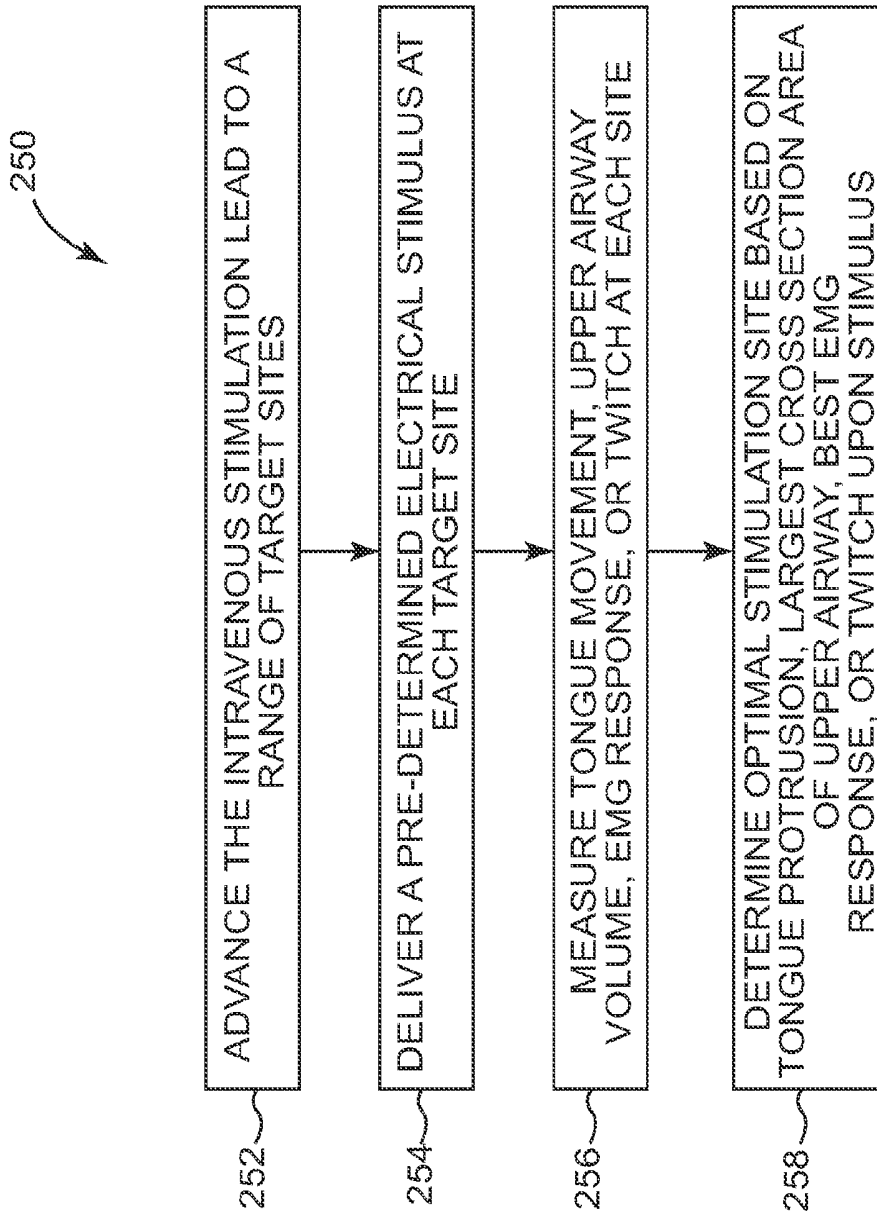 250
252
ADVANCE THE INTRAVENOUS STIMULATION LEAD TO A
RANGE OF TARGET SITES
254
DELIVER A PRE-DETERMINED ELECTRICAL STIMULUS AT
EACH TARGET SITE
256
MEASURE TONGUE MOVEMENT, UPPER AIRWAY
VOLUME, EMG RESPONSE, OR TWITCH AT EACH SITE
258
DETERMINE OPTIMAL STIMULATION SITE BASED ON
TONGUE PROTRUSION, LARGEST CROSS SECTION AREA
OF UPPER AIRWAY, BEST EMG
RESPONSE, OR TWITCH UPON STIMULUS